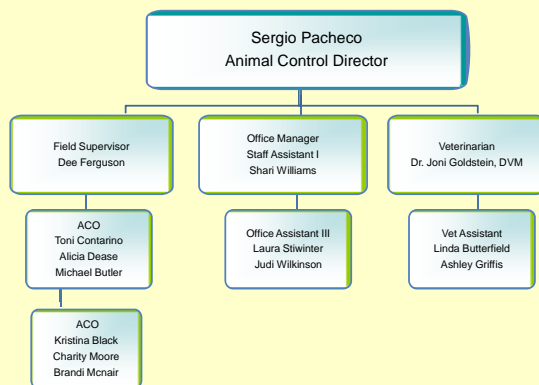 Sergio Pacheco
Animal Control Director
Field Supervisor
Dee Ferguson
Office Manager
Staff Assistant I
Shari Williams
Veterinarian
Dr. Joni Goldstein, DVM
ACO
Toni Contarino
Alicia Dease
Michael Butler
Office Assistant III
Laura Stiwinter
Judi Wilkinson
Vet Assistant
Linda Butterfield
Ashley Griffis
ACO
Kristina Black
Charity Moore
Brandi Mcnair